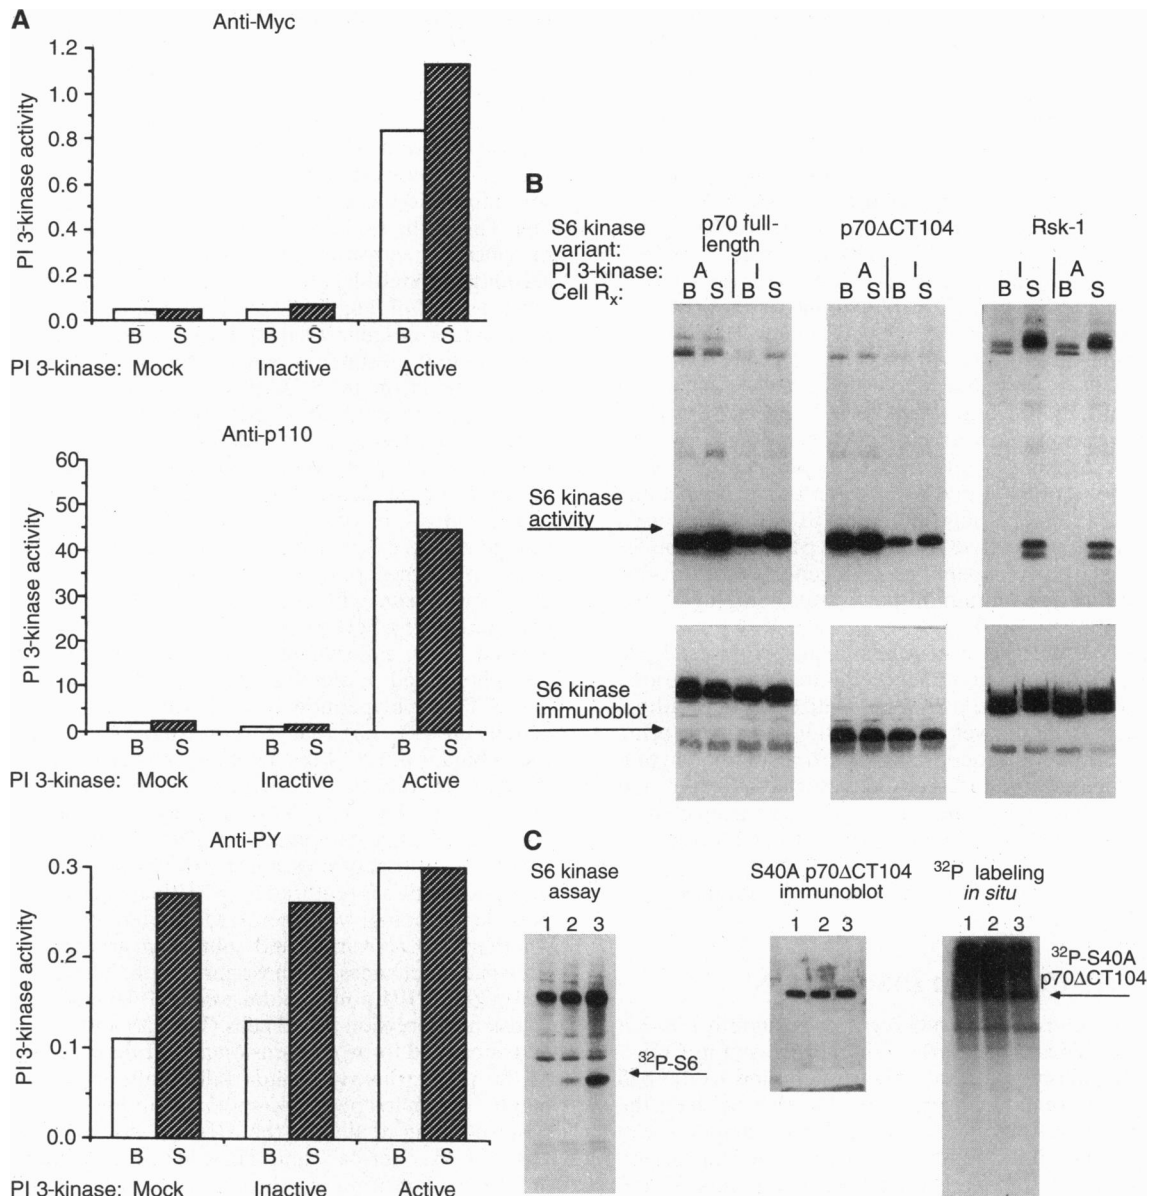 A
Anti-Myc
1.2
1.0
0.8
0.6
0.4
0.2
0.0
PI 3-kinase activity
B S B S B S
PI 3-kinase: Mock Inactive Active
Anti-p110
60
50
40
30
20
10
0
PI 3-kinase activity
B S B S B S
PI 3-kinase: Mock Inactive Active
Anti-PY
0.3
0.2
0.1
0.0
PI 3-kinase activity
B S B S B S
PI 3-kinase: Mock Inactive Active
B
S6 kinase variant: p70 full-length p70ΔCT104 Rsk-1
PI 3-kinase: A I A I I A
Cell Rx: B S B S B S B S B S B S
S6 kinase
activity
S6 kinase
immunoblot
C
S6 kinase
assay
1 2 3
32P-S6
S40A p70ΔCT104
immunoblot
1 2 3
32P labeling
in situ
1 2 3
32P-S40A
p70ΔCT104